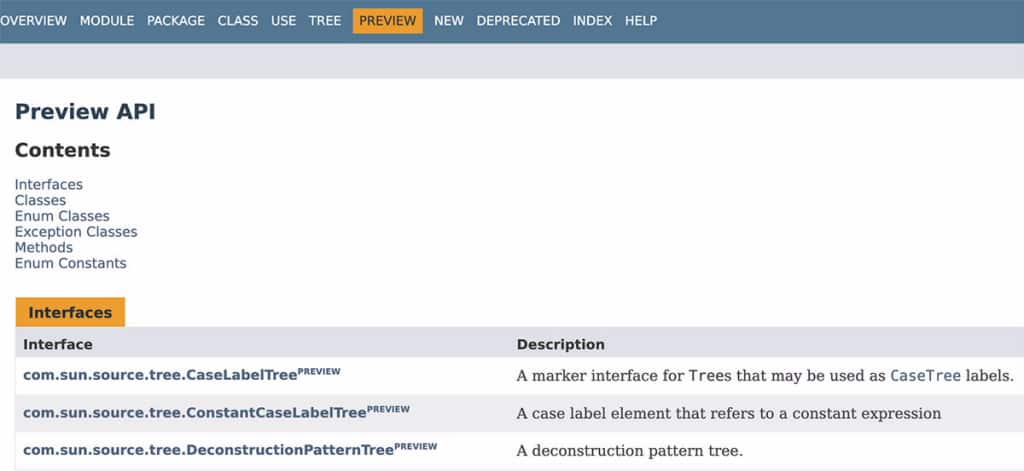 OVERVIEW MODULE PACKAGE CLASS USE TREE PREVIEW NEW DEPRECATED INDEX HELP
Preview API
Contents
Interfaces
Classes
Enum Classes
Exception Classes
Methods
Enum Constants
Interfaces
Interface Description
com.sun.source.tree.CaseLabelTreePREVIEW A marker interface for Trees that may be used as CaseTree labels.
com.sun.source.tree.ConstantCaseLabelTreePREVIEW A case label element that refers to a constant expression
com.sun.source.tree.DeconstructionPatternTreePREVIEW A deconstruction pattern tree.